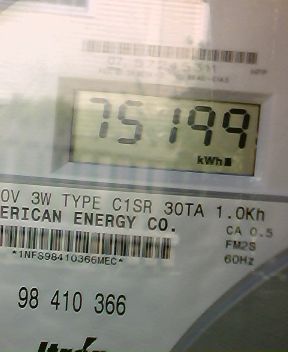 75199
kWh
0V 3W TYPE C1SR 30TA 1.0Kh
ERICAN ENERGY CO.
CA 0.5
FM2S
*1NFS98410366MEC*
60Hz
98 410 366
Itron